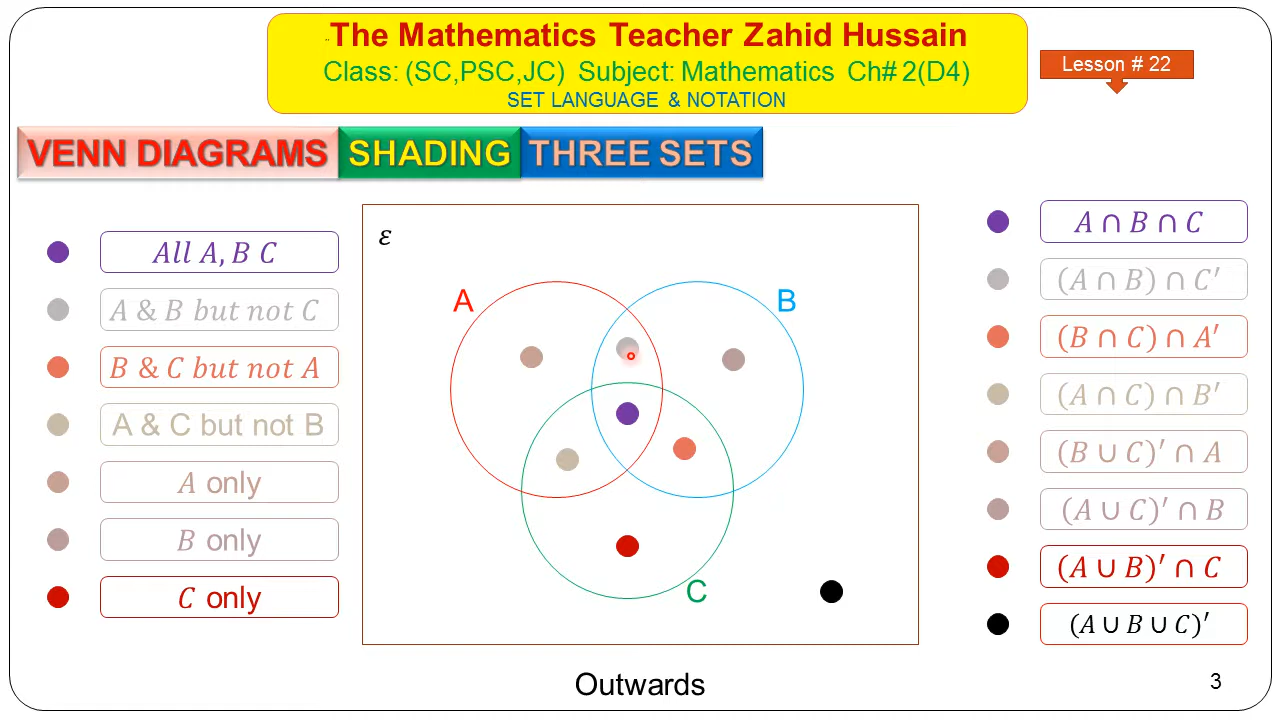 The Mathematics Teacher Zahid Hussain
Class: (SC,PSC,JC) Subject: Mathematics Ch# 2(D4)
SET LANGUAGE & NOTATION
Lesson # 22
VENN DIAGRAMS SHADING THREE SETS
All A, B C
A & B but not C
B & C but not A
A & C but not B
A only
B only
C only
ε
A
B
C
A ∩ B ∩ C
(A ∩ B) ∩ C′
(B ∩ C) ∩ A′
(A ∩ C) ∩ B′
(B ∪ C)′ ∩ A
(A ∪ C)′ ∩ B
(A ∪ B)′ ∩ C
(A ∪ B ∪ C)′
Outwards
3